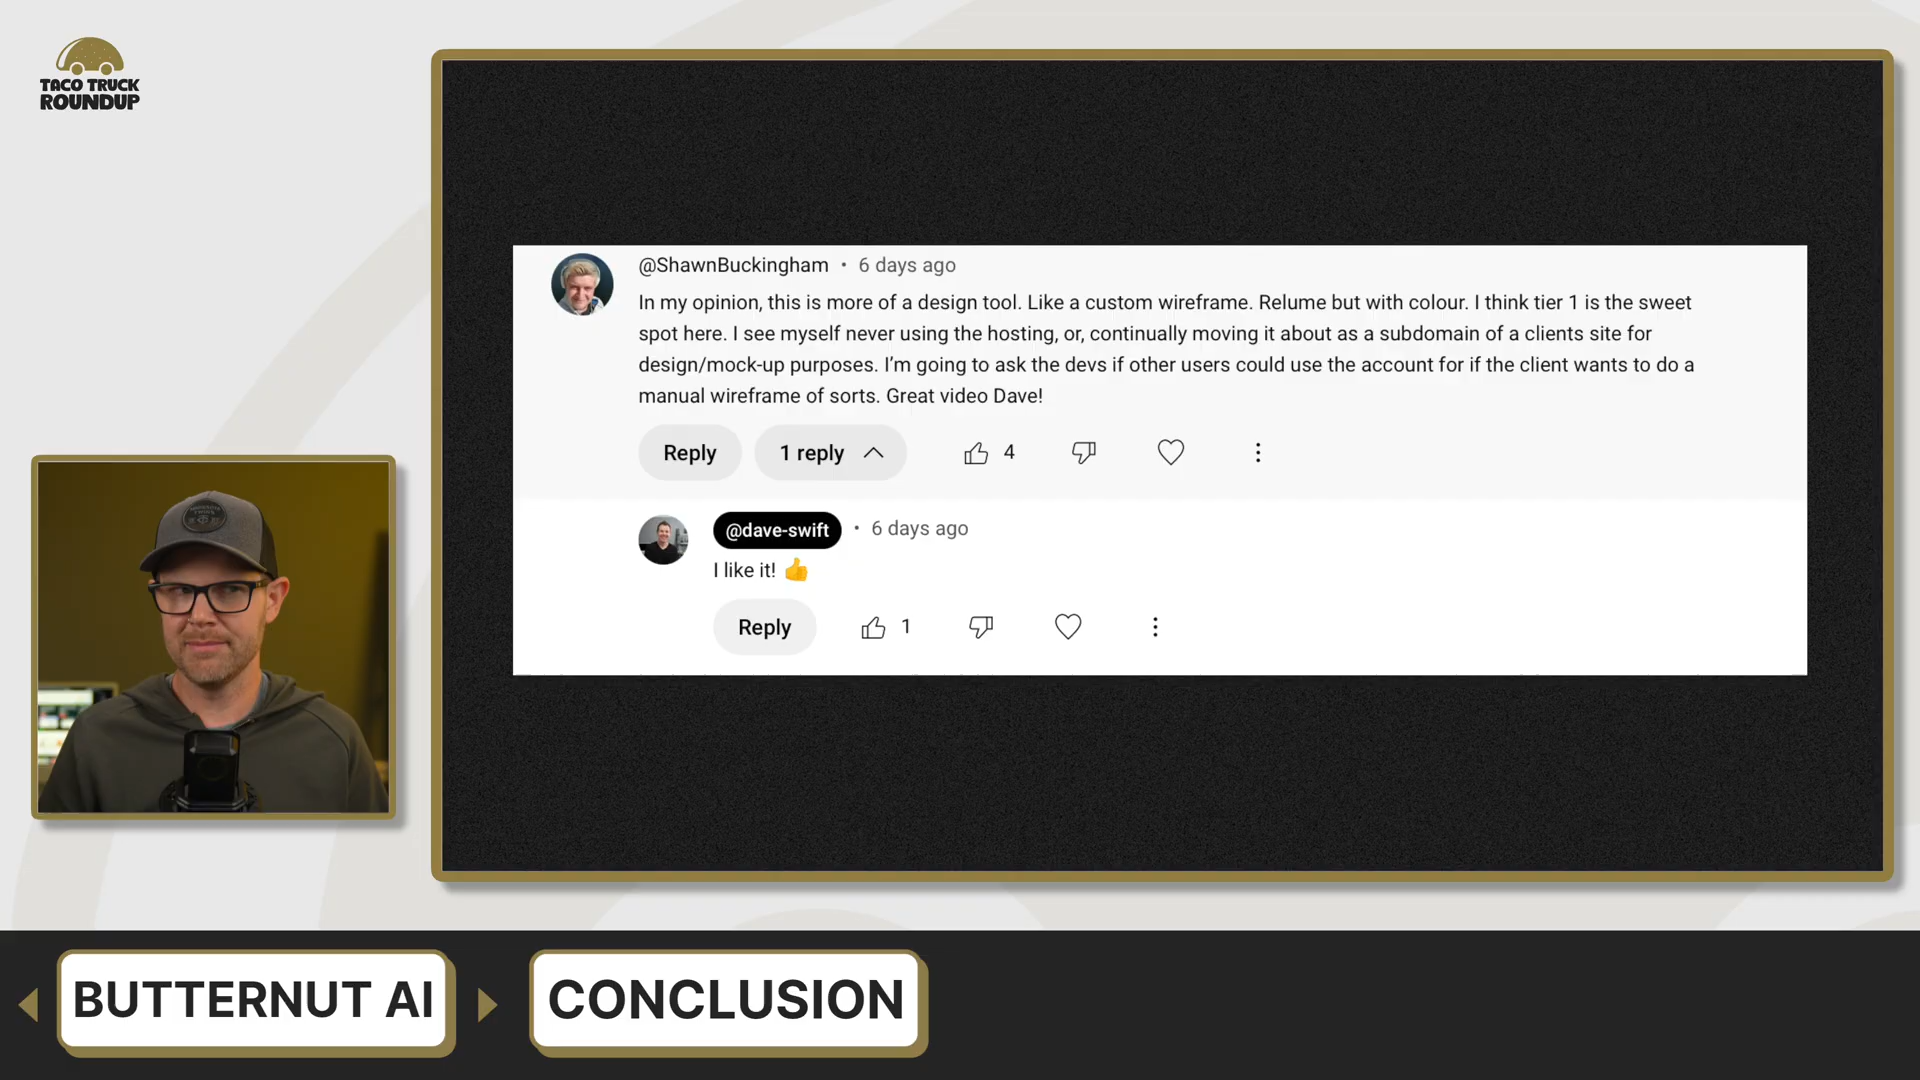 TACO TRUCK
ROUNDUP
@ShawnBuckingham • 6 days ago
In my opinion, this is more of a design tool. Like a custom wireframe. Relume but with colour. I think tier 1 is the sweet
spot here. I see myself never using the hosting, or, continually moving it about as a subdomain of a clients site for
design/mock-up purposes. I’m going to ask the devs if other users could use the account for if the client wants to do a
manual wireframe of sorts. Great video Dave!
Reply 1 reply 4
@dave-swift • 6 days ago
I like it! 👍
Reply 1
BUTTERNUT AI CONCLUSION